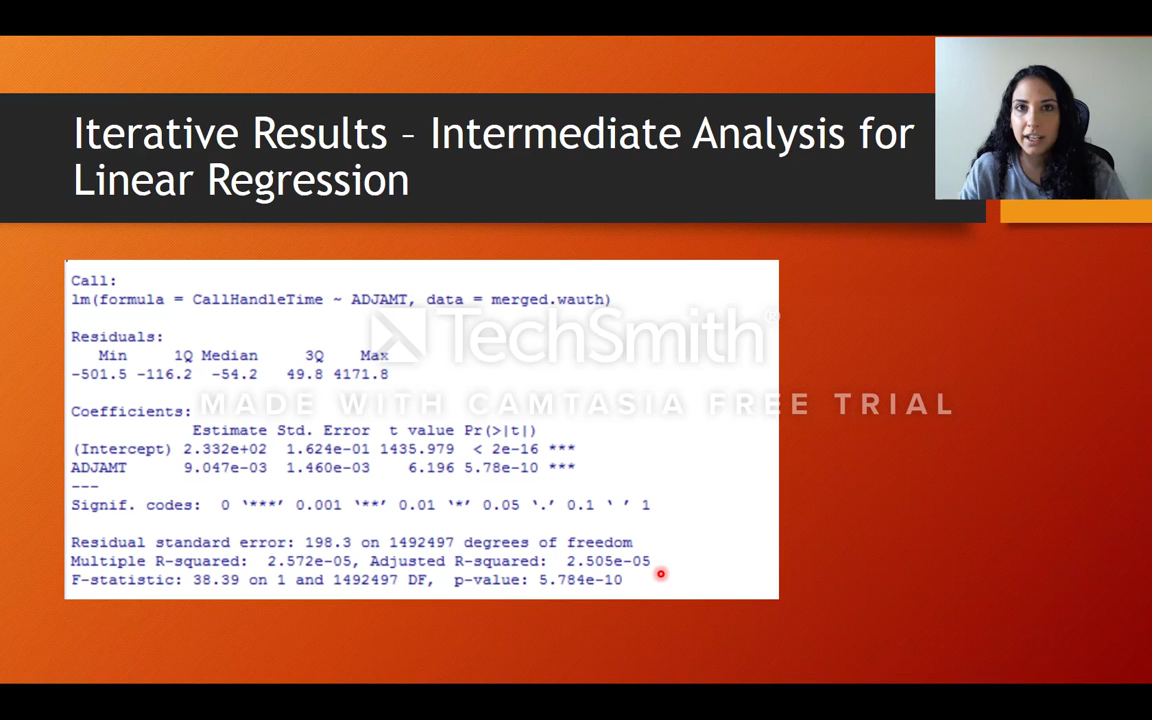 Iterative Results – Intermediate Analysis for
Linear Regression
Call:
lm(formula = CallHandleTime ~ ADJAMT, data = merged.wauth)
Residuals:
Min 1Q Median 3Q Max
-501.5 -116.2 -54.2 49.8 4171.8
Coefficients:
Estimate Std. Error t value Pr(>|t|)
(Intercept) 2.332e+02 1.624e-01 1435.979 < 2e-16 ***
ADJAMT 9.047e-03 1.460e-03 6.196 5.78e-10 ***
---
Signif. codes: 0 ‘***’ 0.001 ‘**’ 0.01 ‘*’ 0.05 ‘.’ 0.1 ‘ ’ 1
Residual standard error: 198.3 on 1492497 degrees of freedom
Multiple R-squared: 2.572e-05, Adjusted R-squared: 2.505e-05
F-statistic: 38.39 on 1 and 1492497 DF, p-value: 5.784e-10
TechSmith®
MADE WITH CAMTASIA FREE TRIAL